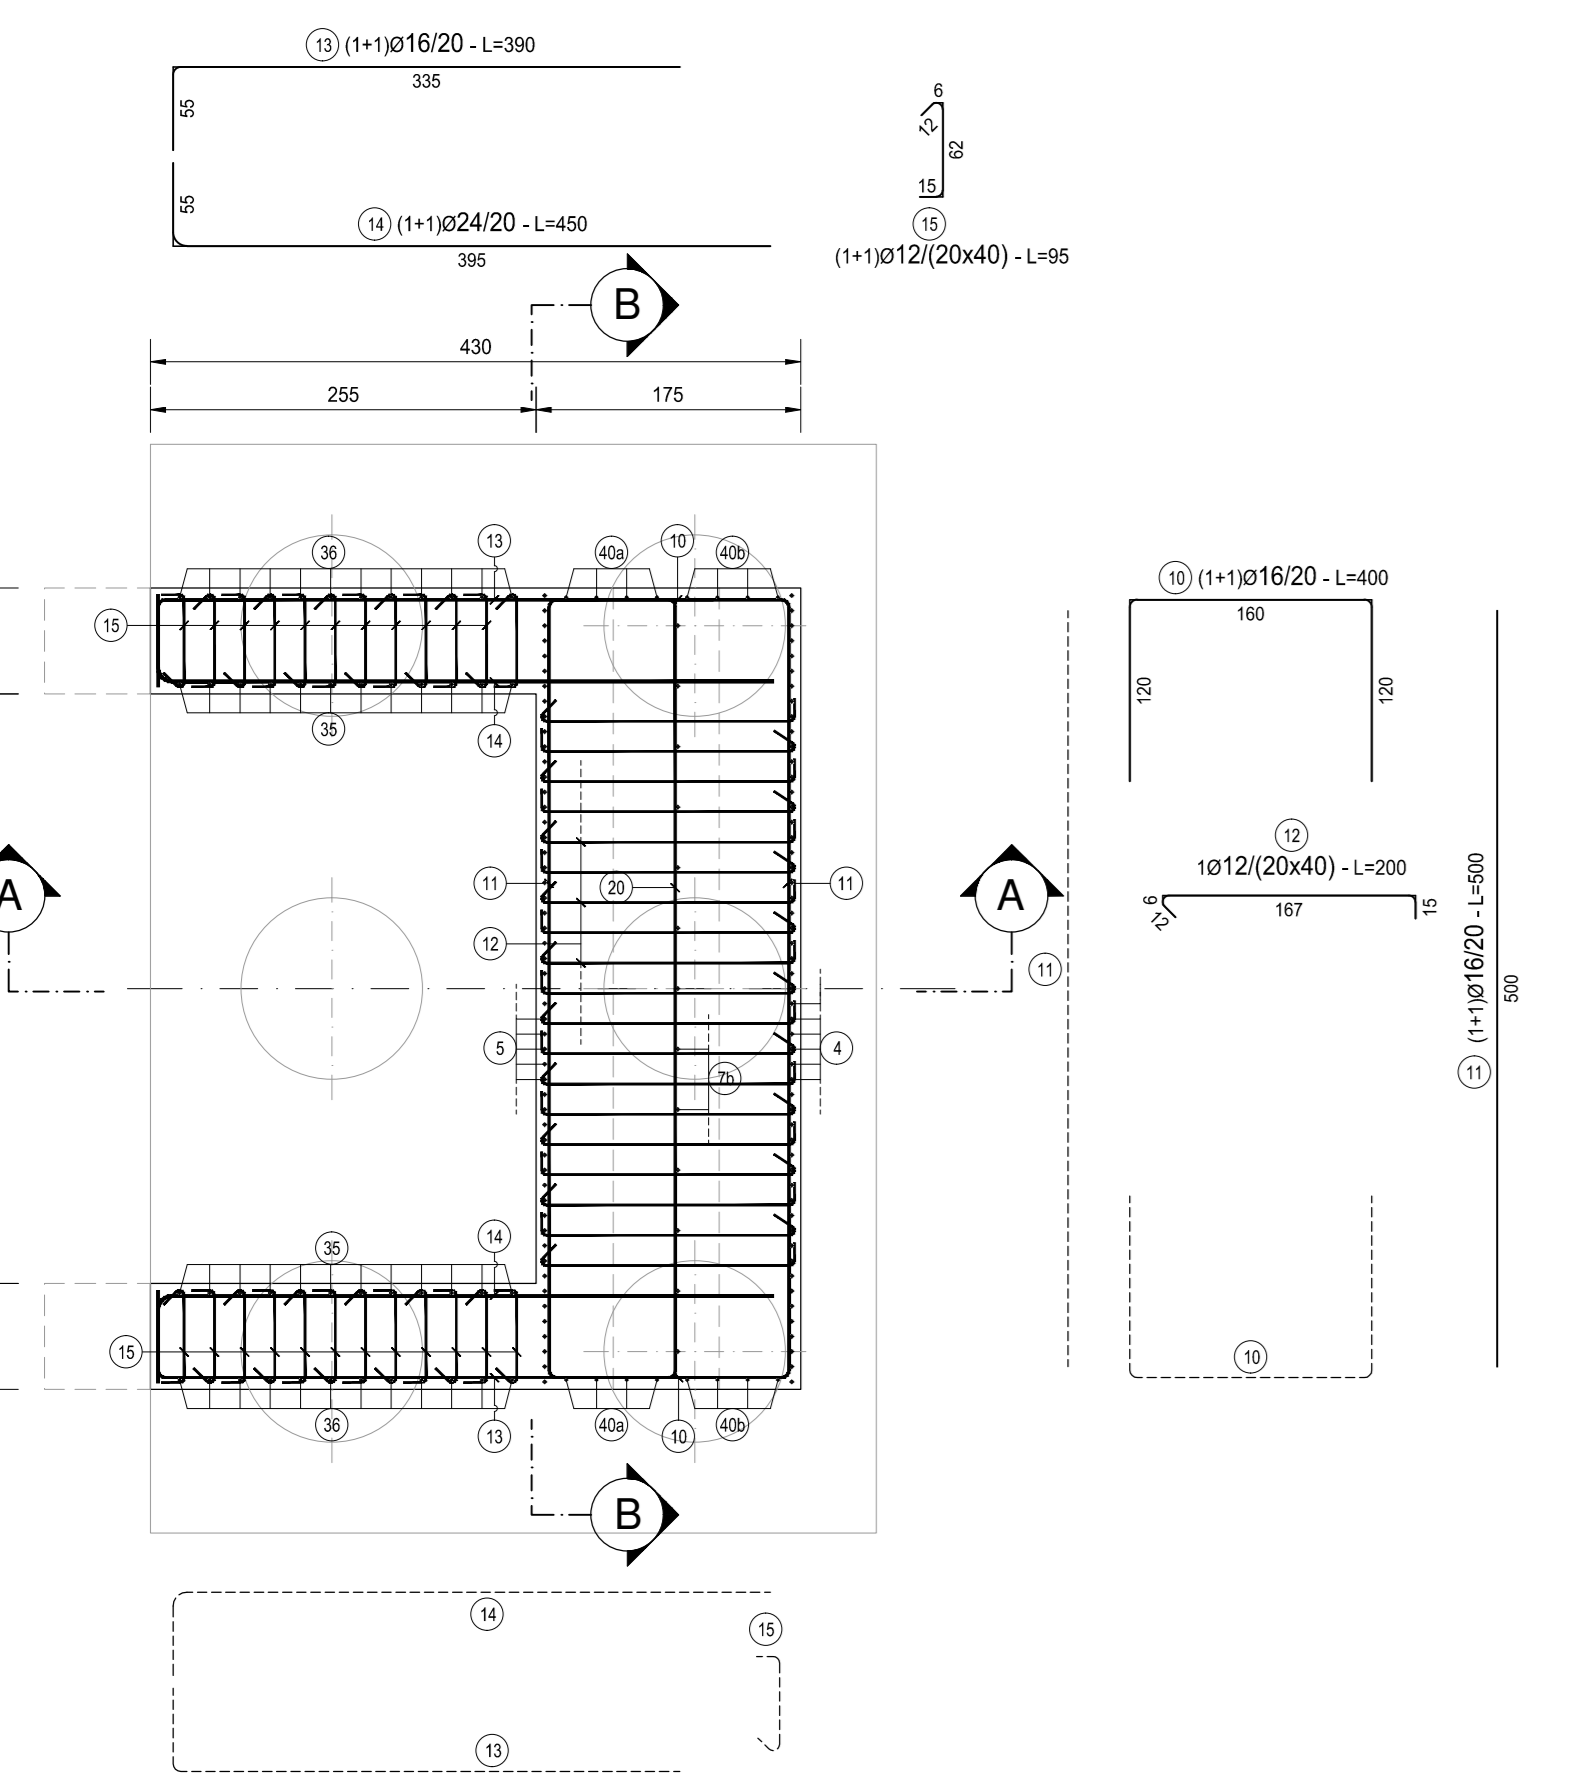 13 (1+1)Ø16/20 - L=390
335
55
6
12
62
15
55
14 (1+1)Ø24/20 - L=450
395
15
(1+1)Ø12/(20x40) - L=95
B
430
255
175
36
13
40a
10
40b
15
35
14
10 (1+1)Ø16/20 - L=400
160
120
120
12
1Ø12/(20x40) - L=200
6
12
167
15
11
20
11
A
A
12
11
11 (1+1)Ø16/20 - L=500
500
5
4
7b
35
14
15
36
13
40a
10
40b
10
B
14
15
13